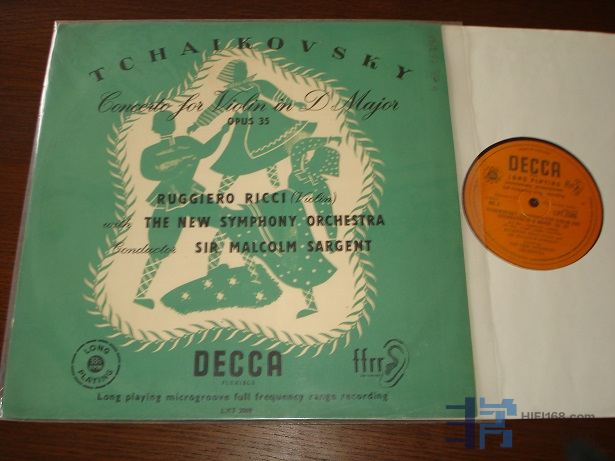 TCHAIKOVSKY
Concerto for Violin in D Major
OPUS 35
RUGGIERO RICCI (Violin)
with THE NEW SYMPHONY ORCHESTRA
Conductor SIR MALCOLM SARGENT
LONG
PLAYING
DECCA
ffrr
Long playing microgroove full frequency range recording
DECCA
LONG PLAYING
HIFI168.com